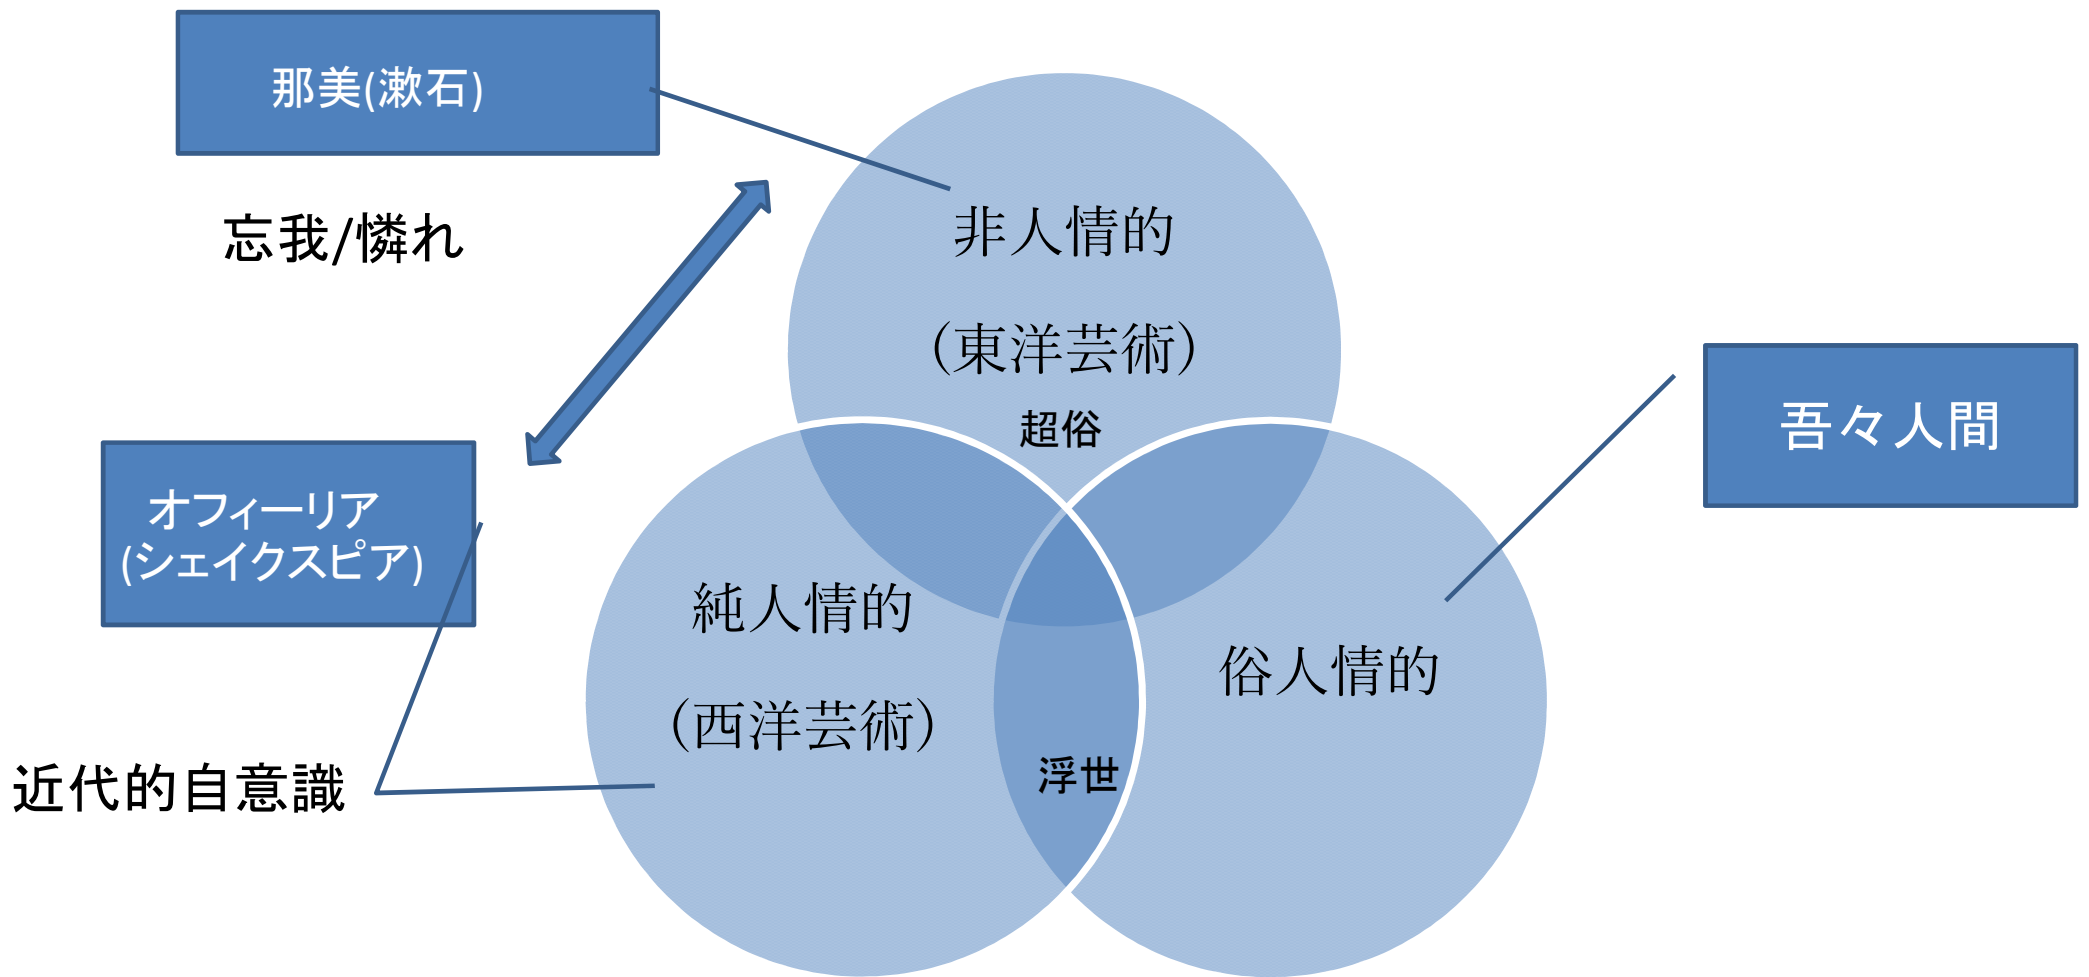 那美(漱石)
忘我/憐れ
非人情的
（東洋芸術）
超俗
吾々人間
オフィーリア
(シェイクスピア)
純人情的
（西洋芸術）
俗人情的
浮世
近代的自意識